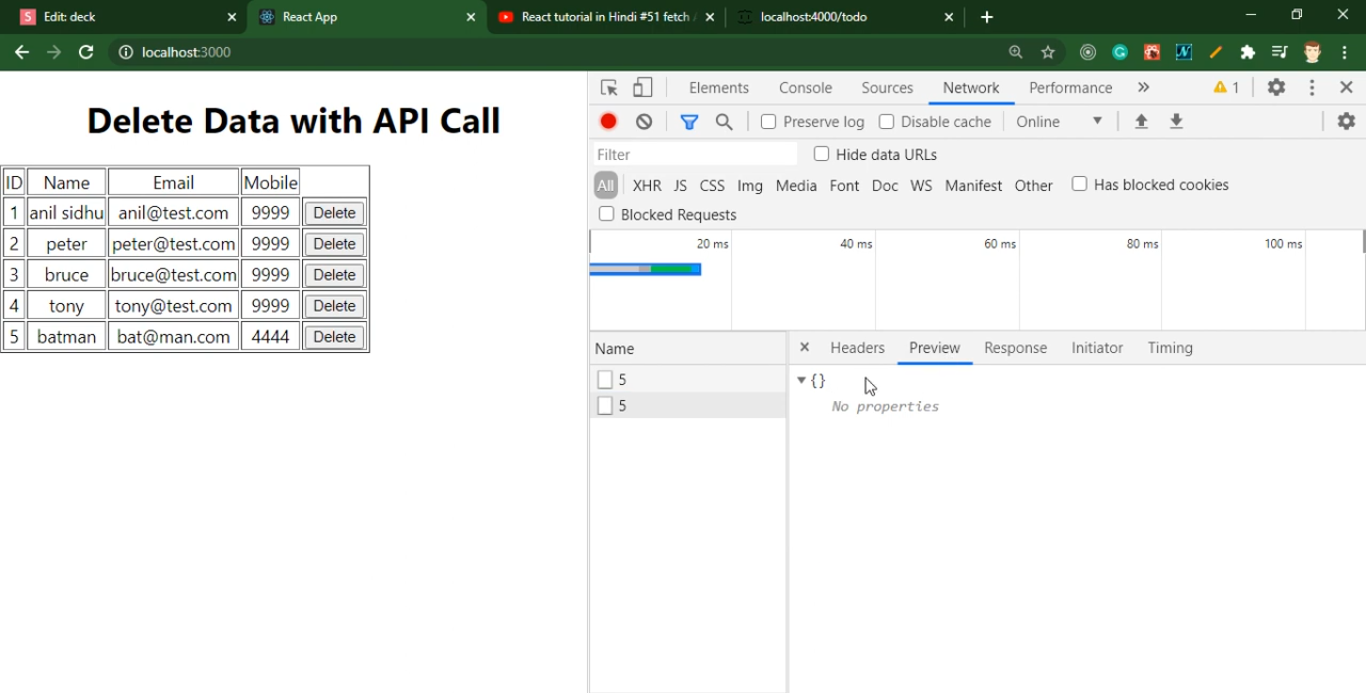 Edit: deck
React App
React tutorial in Hindi #51 fetch
localhost:4000/todo
localhost:3000
Delete Data with API Call
ID Name Email Mobile
1 anil sidhu anil@test.com 9999 Delete
2 peter peter@test.com 9999 Delete
3 bruce bruce@test.com 9999 Delete
4 tony tony@test.com 9999 Delete
5 batman bat@man.com 4444 Delete
Elements Console Sources Network Performance » 1
Preserve log Disable cache Online
Filter Hide data URLs
All XHR JS CSS Img Media Font Doc WS Manifest Other Has blocked cookies
Blocked Requests
20 ms 40 ms 60 ms 80 ms 100 ms
Name
5
5
Headers Preview Response Initiator Timing
{}
No properties